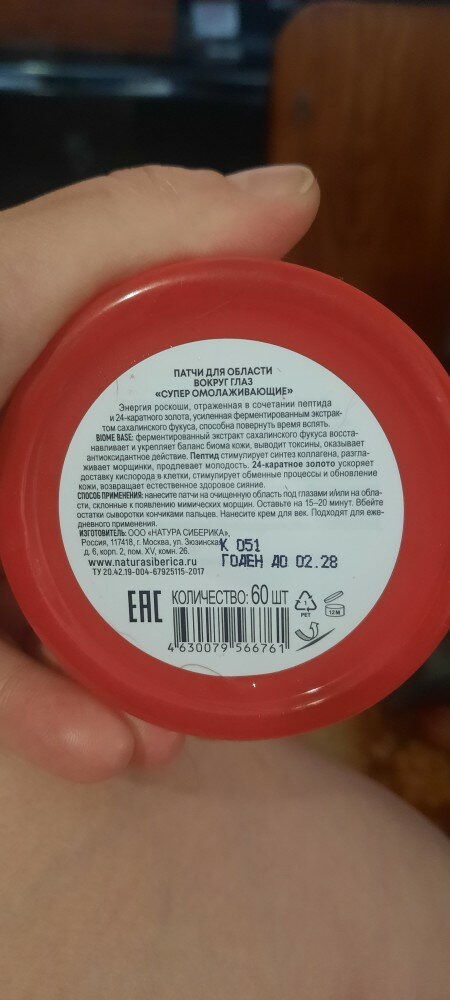 ПАТЧИ ДЛЯ ОБЛАСТИ
ВОКРУГ ГЛАЗ
«СУПЕР ОМОЛАЖИВАЮЩИЕ»
Энергия роскоши, отраженная в сочетании пептида
и 24-каратного золота, усиленная ферментированным экстрак-
том сахалинского фукуса, способна повернуть время вспять.
BIOME BASE: ферментированный экстракт сахалинского фукуса восста-
навливает и укрепляет баланс биома кожи, выводит токсины, оказывает
антиоксидантное действие. Пептид стимулирует синтез коллагена, разгла-
живает морщинки, продлевает молодость. 24-каратное золото ускоряет
доставку кислорода в клетки, стимулирует обменные процессы и обновление
кожи, возвращает естественное здоровое сияние.
СПОСОБ ПРИМЕНЕНИЯ: нанесите патчи на очищенную область под глазами и/или на обла-
сти, склонные к появлению мимических морщин. Оставьте на 15–20 минут. Вбейте
остатки сыворотки кончиками пальцев. Нанесите крем для век. Подходят для еже-
дневного применения.
ИЗГОТОВИТЕЛЬ: ООО «НАТУРА СИБЕРИКА»,
Россия, 117418, г. Москва, ул. Зюзинская,
д. 6, корп. 2, пом. XV, комн. 26.
К 051
www.naturasiberica.ru
ГОДЕН ДО 02.28
ТУ 20.42.19-004-67925115-2017
EAC
КОЛИЧЕСТВО: 60 ШТ
1
PET
12M
4 630079 566761